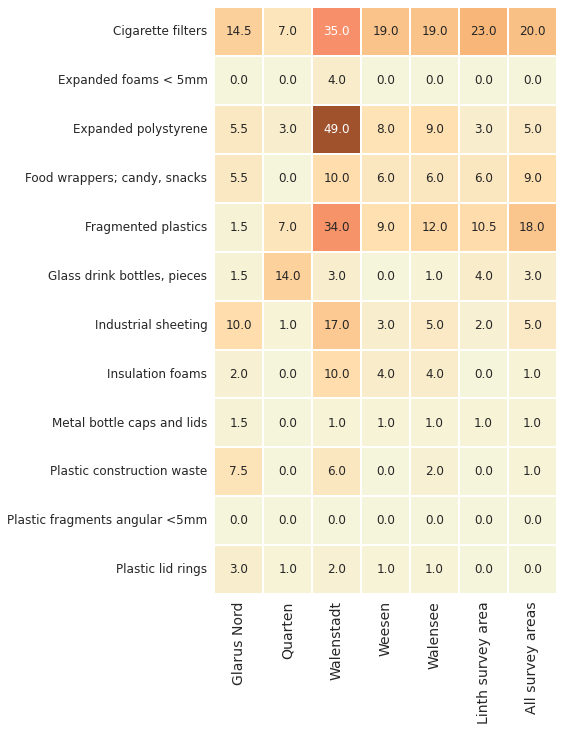 Cigarette filters 14.5 7.0 35.0 19.0 19.0 23.0 20.0
Expanded foams < 5mm 0.0 0.0 4.0 0.0 0.0 0.0 0.0
Expanded polystyrene 5.5 3.0 49.0 8.0 9.0 3.0 5.0
Food wrappers; candy, snacks 5.5 0.0 10.0 6.0 6.0 6.0 9.0
Fragmented plastics 1.5 7.0 34.0 9.0 12.0 10.5 18.0
Glass drink bottles, pieces 1.5 14.0 3.0 0.0 1.0 4.0 3.0
Industrial sheeting 10.0 1.0 17.0 3.0 5.0 2.0 5.0
Insulation foams 2.0 0.0 10.0 4.0 4.0 0.0 1.0
Metal bottle caps and lids 1.5 0.0 1.0 1.0 1.0 1.0 1.0
Plastic construction waste 7.5 0.0 6.0 0.0 2.0 0.0 1.0
Plastic fragments angular <5mm 0.0 0.0 0.0 0.0 0.0 0.0 0.0
Plastic lid rings 3.0 1.0 2.0 1.0 1.0 0.0 0.0
Glarus Nord
Quarten
Walenstadt
Weesen
Walensee
Linth survey area
All survey areas